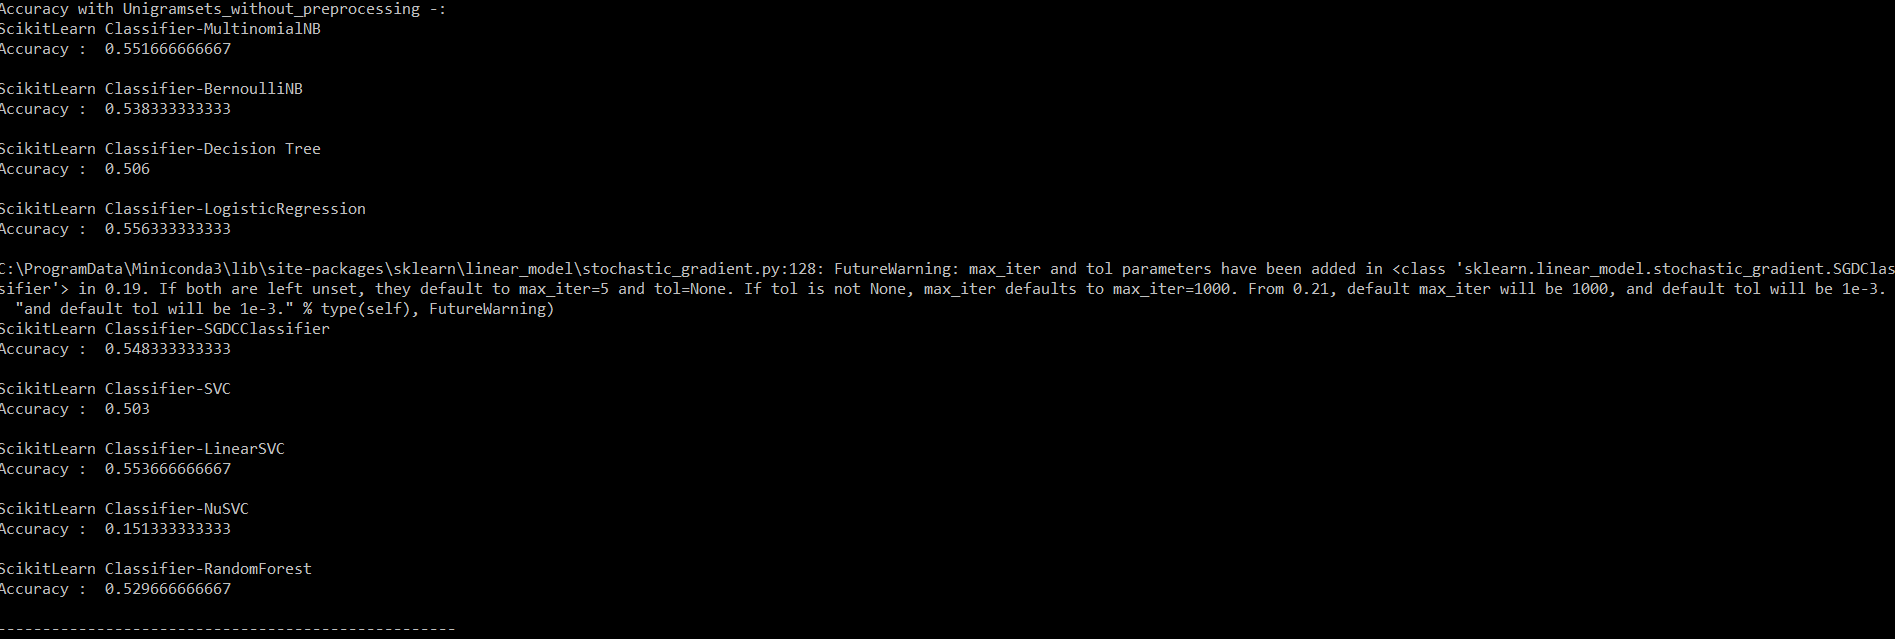 Accuracy with Unigramsets_without_preprocessing -:
ScikitLearn Classifier-MultinomialNB
Accuracy :  0.551666666667
ScikitLearn Classifier-BernoulliNB
Accuracy :  0.538333333333
ScikitLearn Classifier-Decision Tree
Accuracy :  0.506
ScikitLearn Classifier-LogisticRegression
Accuracy :  0.556333333333
C:\ProgramData\Miniconda3\lib\site-packages\sklearn\linear_model\stochastic_gradient.py:128: FutureWarning: max_iter and tol parameters have been added in <class 'sklearn.linear_model.stochastic_gradient.SGDClas
sifier'> in 0.19. If both are left unset, they default to max_iter=5 and tol=None. If tol is not None, max_iter defaults to max_iter=1000. From 0.21, default max_iter will be 1000, and default tol will be 1e-3.
  "and default tol will be 1e-3." % type(self), FutureWarning)
ScikitLearn Classifier-SGDCClassifier
Accuracy :  0.548333333333
ScikitLearn Classifier-SVC
Accuracy :  0.503
ScikitLearn Classifier-LinearSVC
Accuracy :  0.553666666667
ScikitLearn Classifier-NuSVC
Accuracy :  0.151333333333
ScikitLearn Classifier-RandomForest
Accuracy :  0.529666666667
---------------------------------------------------